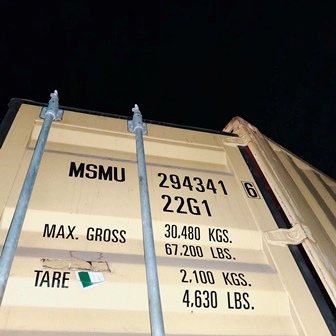 MSMU 294341 6
22G1
MAX. GROSS 30.480 KGS.
67.200 LBS.
TARE 2.100 KGS.
4,630 LBS.